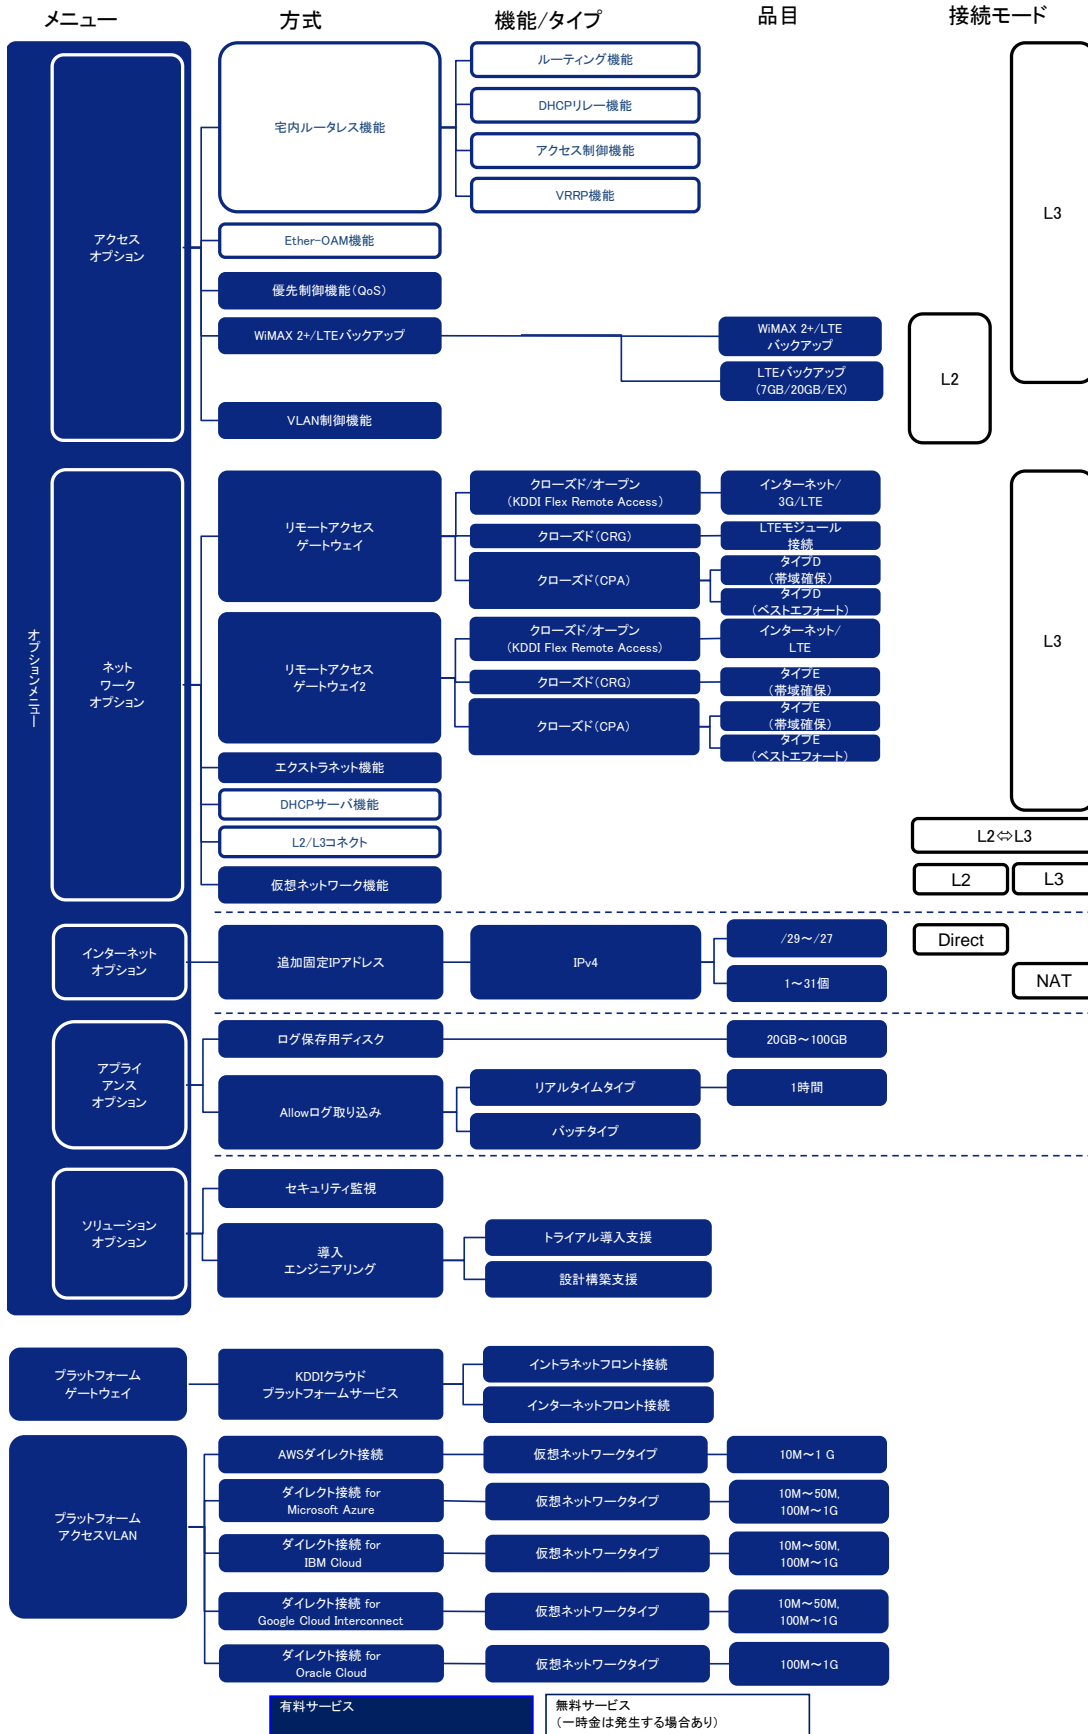 メニュー
方式
機能/タイプ
品目
接続モード
オプションメニュー
アクセス
オプション
宅内ルータレス機能
ルーティング機能
DHCPリレー機能
アクセス制御機能
VRRP機能
L3
Ether-OAM機能
優先制御機能(QoS)
WiMAX 2+/LTEバックアップ
WiMAX 2+/LTE
バックアップ
LTEバックアップ
(7GB/20GB/EX)
L2
VLAN制御機能
ネット
ワーク
オプション
リモートアクセス
ゲートウェイ
クローズド/オープン
(KDDI Flex Remote Access)
インターネット/
3G/LTE
クローズド(CRG)
LTEモジュール
接続
クローズド(CPA)
タイプD
(帯域確保)
タイプD
(ベストエフォート)
L3
リモートアクセス
ゲートウェイ2
クローズド/オープン
(KDDI Flex Remote Access)
インターネット/
LTE
クローズド(CRG)
タイプE
(帯域確保)
クローズド(CPA)
タイプE
(帯域確保)
タイプE
(ベストエフォート)
エクストラネット機能
DHCPサーバ機能
L2/L3コネクト
L2⇔L3
仮想ネットワーク機能
L2
L3
インターネット
オプション
追加固定IPアドレス
IPv4
/29～/27
Direct
1～31個
NAT
アプライ
アンス
オプション
ログ保存用ディスク
20GB～100GB
Allowログ取り込み
リアルタイムタイプ
1時間
バッチタイプ
ソリューション
オプション
セキュリティ監視
導入
エンジニアリング
トライアル導入支援
設計構築支援
プラットフォーム
ゲートウェイ
KDDIクラウド
プラットフォームサービス
イントラネットフロント接続
インターネットフロント接続
プラットフォーム
アクセスVLAN
AWSダイレクト接続
仮想ネットワークタイプ
10M～1 G
ダイレクト接続 for
Microsoft Azure
仮想ネットワークタイプ
10M～50M,
100M～1G
ダイレクト接続 for
IBM Cloud
仮想ネットワークタイプ
10M～50M,
100M～1G
ダイレクト接続 for
Google Cloud Interconnect
仮想ネットワークタイプ
10M～50M,
100M～1G
ダイレクト接続 for
Oracle Cloud
仮想ネットワークタイプ
100M～1G
有料サービス
無料サービス
(一時金は発生する場合あり)